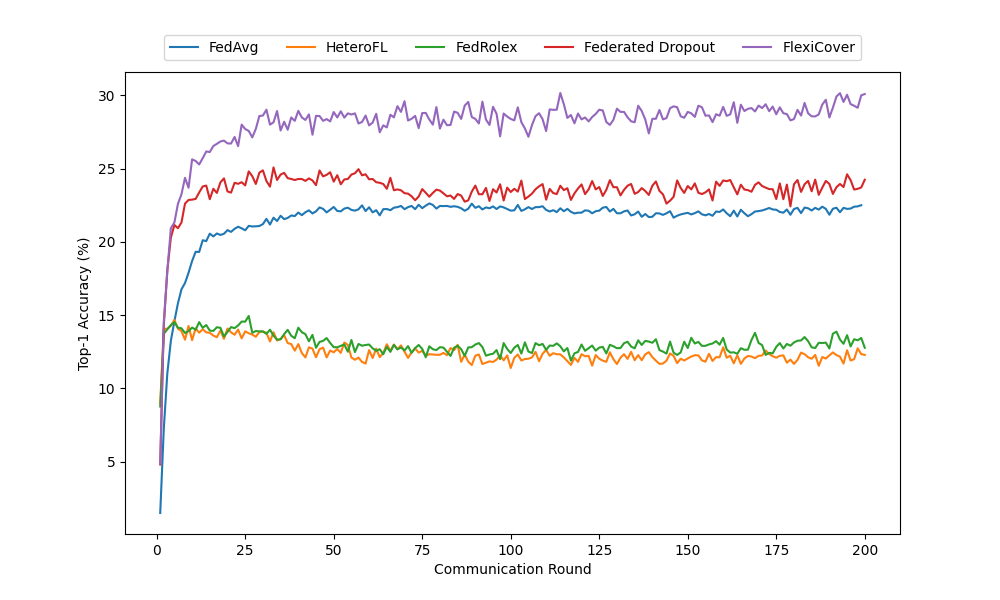 FedAvg HeteroFL FedRolex Federated Dropout FlexiCover
Top-1 Accuracy (%)
30
25
20
15
10
5
0 25 50 75 100 125 150 175 200
Communication Round